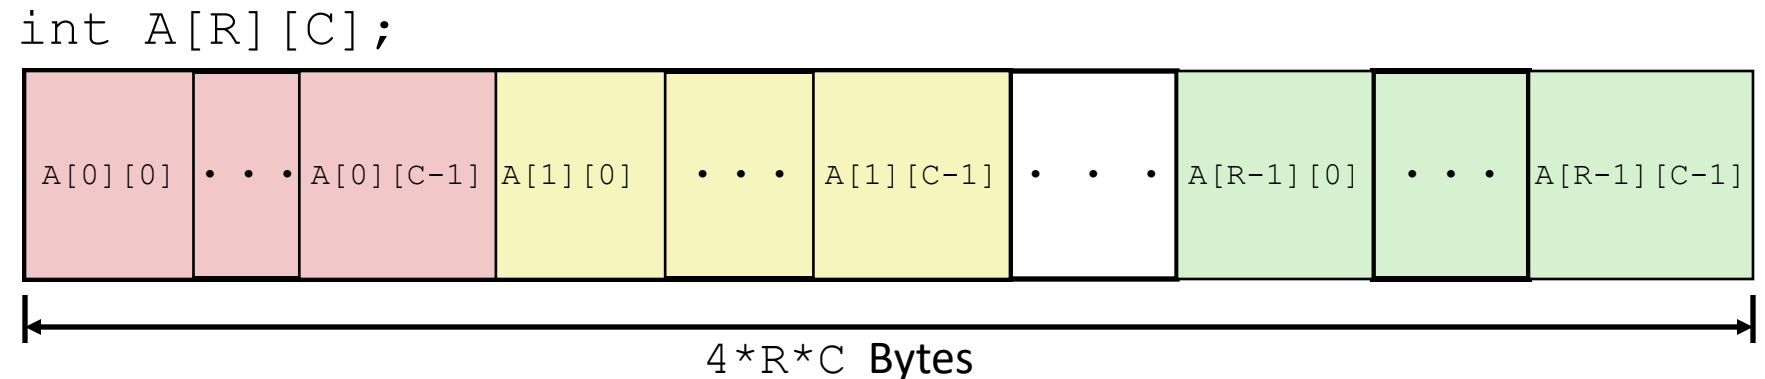 int A[R][C];
A[0][0] • • • A[0][C-1] A[1][0] • • • A[1][C-1] • • • A[R-1][0] • • • A[R-1][C-1]
4*R*C Bytes